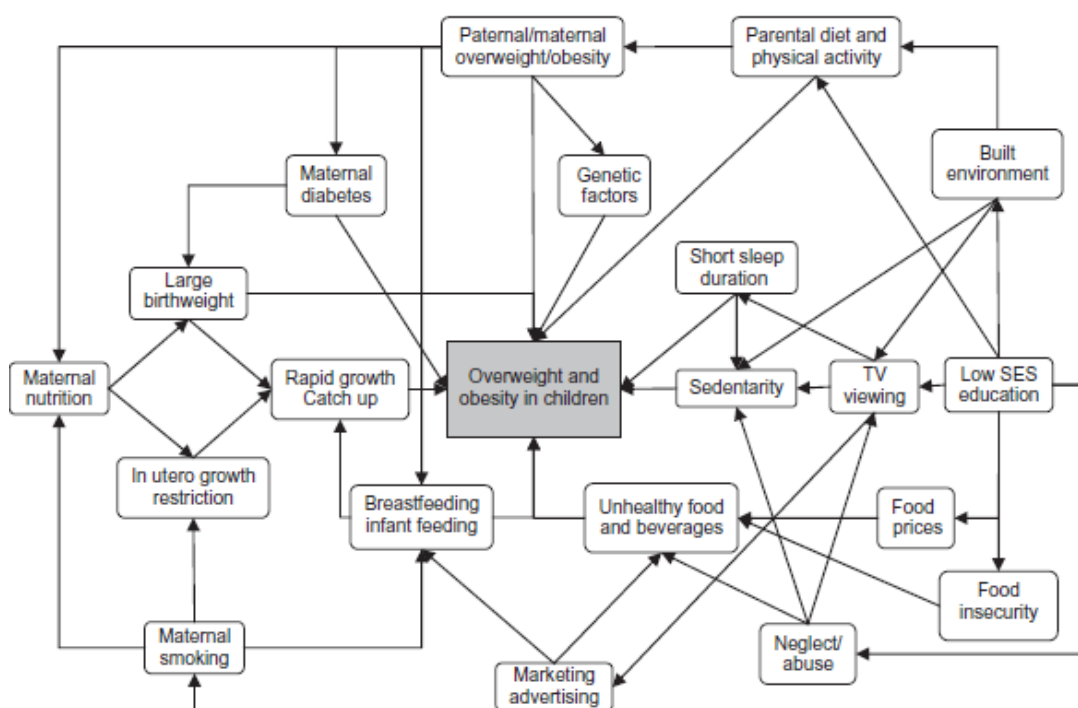 Paternal/maternal
overweight/obesity
Parental diet and
physical activity
Built
environment
Maternal
diabetes
Genetic
factors
Short sleep
duration
Large
birthweight
Maternal
nutrition
Rapid growth
Catch up
Overweight and
obesity in children
Sedentarity
TV
viewing
Low SES
education
In utero growth
restriction
Breastfeeding
infant feeding
Unhealthy food
and beverages
Food
prices
Food
insecurity
Maternal
smoking
Marketing
advertising
Neglect/
abuse